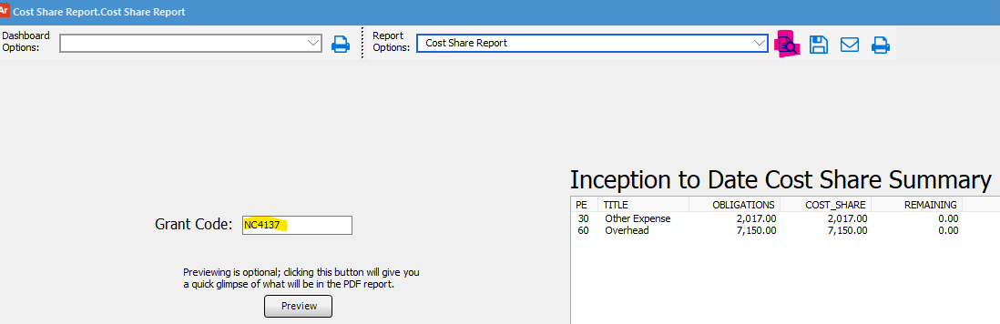 Ar Cost Share Report.Cost Share Report
Dashboard
Options:
Report
Options:
Cost Share Report
Inception to Date Cost Share Summary
PE TITLE OBLIGATIONS COST_SHARE REMAINING
30 Other Expense 2,017.00 2,017.00 0.00
60 Overhead 7,150.00 7,150.00 0.00
Grant Code: NC4137
Previewing is optional; clicking this button will give you
a quick glimpse of what will be in the PDF report.
Preview